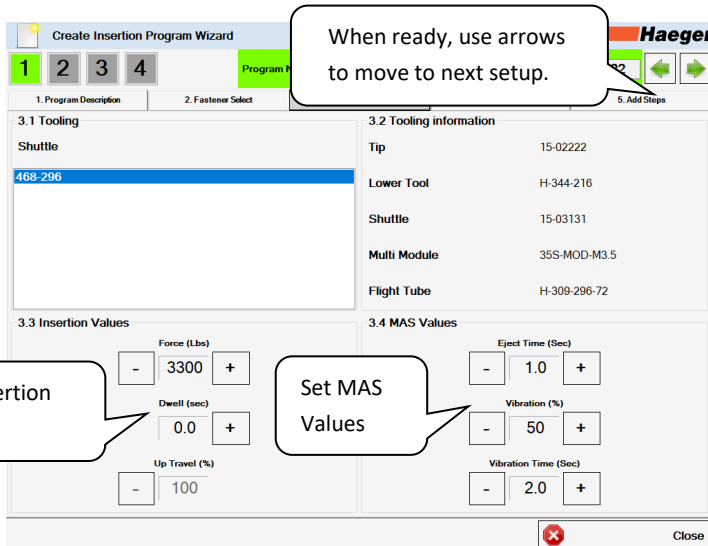 Create Insertion Program Wizard
When ready, use arrows
to move to next setup.
Haeger
1 2 3 4
Program
1. Program Description
2. Fastener Select
5. Add Steps
3.1 Tooling
Shuttle
468-296
3.2 Tooling information
Tip 15-02222
Lower Tool H-344-216
Shuttle 15-03131
Multi Module 35S-MOD-M3.5
Flight Tube H-309-296-72
3.3 Insertion Values
Force (Lbs)
- 3300 +
Dwell (sec)
0.0 +
Up Travel (%)
- 100
3.4 MAS Values
Eject Time (Sec)
- 1.0 +
Vibration (%)
- 50 +
Vibration Time (Sec)
- 2.0 +
Set MAS
Values
Close